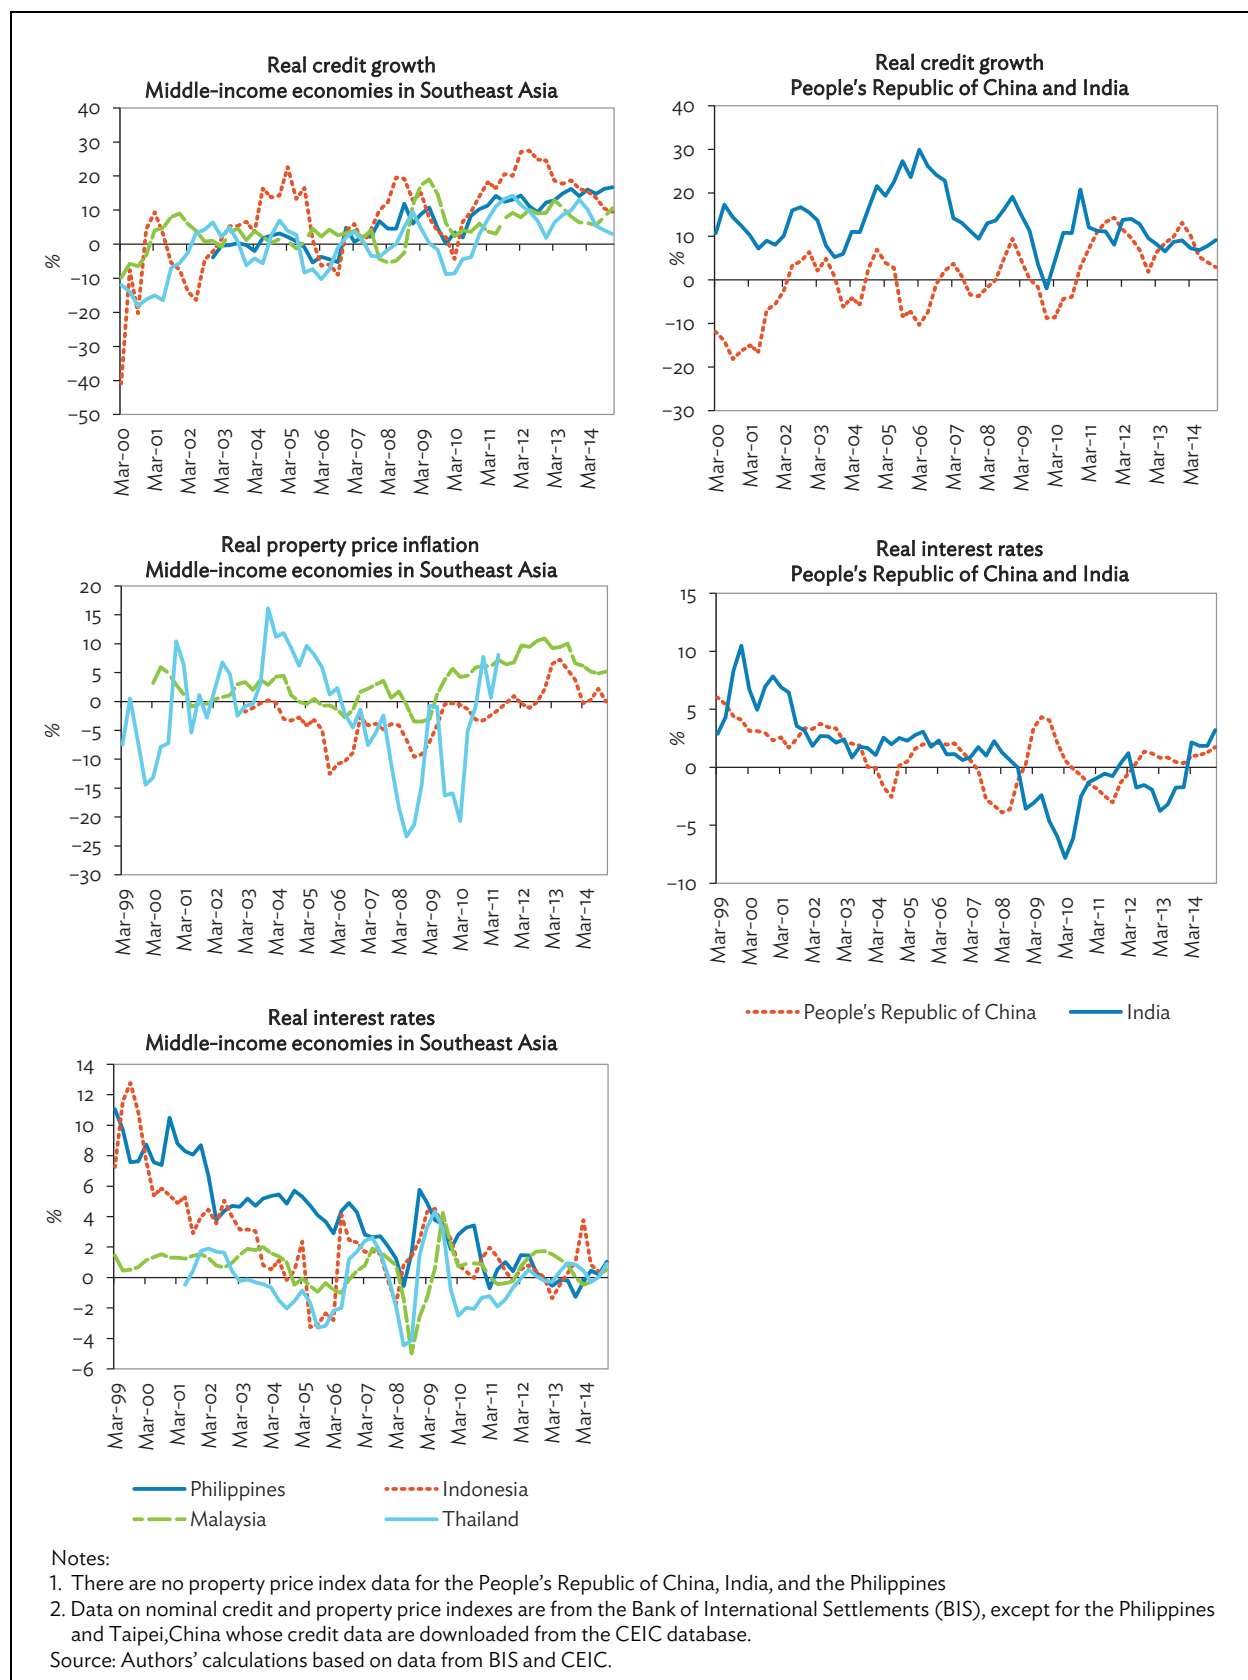 Real credit growth
Middle-income economies in Southeast Asia
40
30
20
10
0
−10
−20
−30
−40
−50
%
Mar-00
Mar-01
Mar-02
Mar-03
Mar-04
Mar-05
Mar-06
Mar-07
Mar-08
Mar-09
Mar-10
Mar-11
Mar-12
Mar-13
Mar-14
Real credit growth
People's Republic of China and India
40
30
20
10
0
−10
−20
−30
%
Mar-00
Mar-01
Mar-02
Mar-03
Mar-04
Mar-05
Mar-06
Mar-07
Mar-08
Mar-09
Mar-10
Mar-11
Mar-12
Mar-13
Mar-14
Real property price inflation
Middle-income economies in Southeast Asia
20
15
10
5
0
−5
−10
−15
−20
−25
−30
%
Mar-99
Mar-00
Mar-01
Mar-02
Mar-03
Mar-04
Mar-05
Mar-06
Mar-07
Mar-08
Mar-09
Mar-10
Mar-11
Mar-12
Mar-13
Mar-14
Real interest rates
People's Republic of China and India
15
10
5
0
−5
−10
%
Mar-99
Mar-00
Mar-01
Mar-02
Mar-03
Mar-04
Mar-05
Mar-06
Mar-07
Mar-08
Mar-09
Mar-10
Mar-11
Mar-12
Mar-13
Mar-14
People's Republic of China India
Real interest rates
Middle-income economies in Southeast Asia
14
12
10
8
6
4
2
0
−2
−4
−6
%
Mar-99
Mar-00
Mar-01
Mar-02
Mar-03
Mar-04
Mar-05
Mar-06
Mar-07
Mar-08
Mar-09
Mar-10
Mar-11
Mar-12
Mar-13
Mar-14
Philippines Indonesia
Malaysia Thailand
Notes:
1. There are no property price index data for the People's Republic of China, India, and the Philippines
2. Data on nominal credit and property price indexes are from the Bank of International Settlements (BIS), except for the Philippines
and Taipei,China whose credit data are downloaded from the CEIC database.
Source: Authors' calculations based on data from BIS and CEIC.